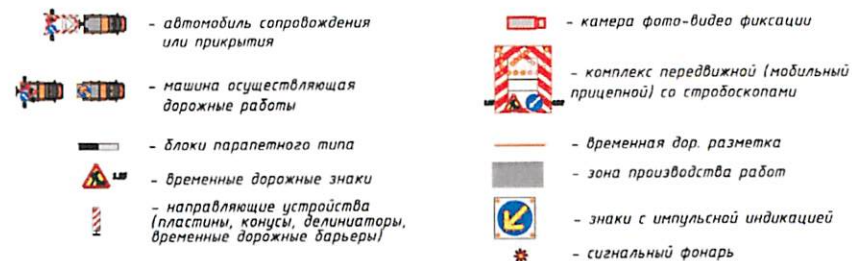 - автомобиль сопровождения
или прикрытия
- машина осуществляющая
дорожные работы
- блоки парапетного типа
- временные дорожные знаки
- направляющие устройства
(пластины, конусы, делиниаторы,
временные дорожные барьеры)
- камера фото-видео фиксации
- комплекс передвижной (мобильный
прицепной) со стробоскопами
- временная дор. разметка
- зона производства работ
- знаки с импульсной индикацией
- сигнальный фонарь